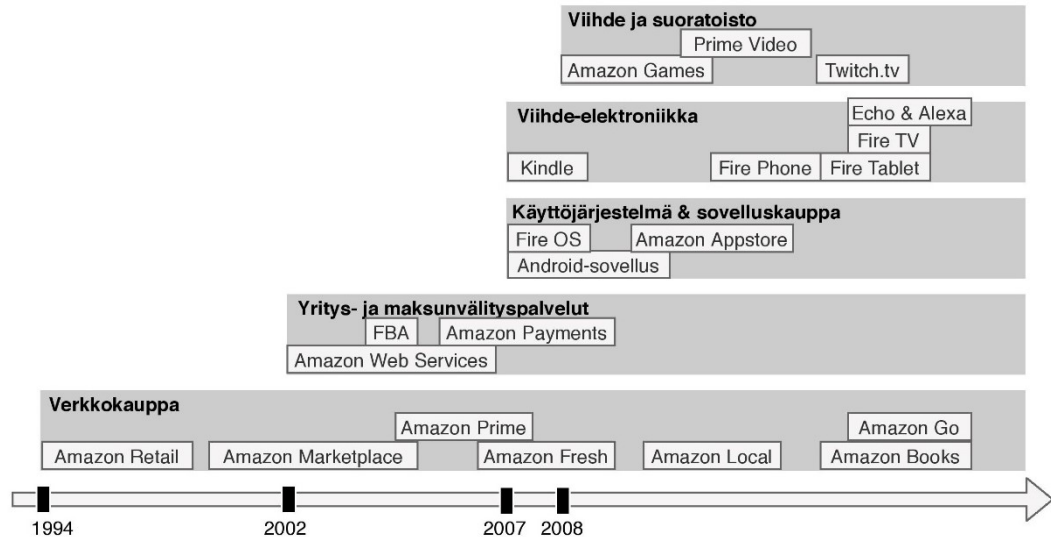 Viihde ja suoratoisto
Prime Video
Amazon Games
Twitch.tv
Viihde-elektroniikka
Echo & Alexa
Fire TV
Kindle
Fire Phone
Fire Tablet
Käyttöjärjestelmä & sovelluskauppa
Fire OS
Amazon Appstore
Android-sovellus
Yritys- ja maksunvälityspalvelut
FBA
Amazon Payments
Amazon Web Services
Verkkokauppa
Amazon Prime
Amazon Go
Amazon Retail
Amazon Marketplace
Amazon Fresh
Amazon Local
Amazon Books
1994
2002
2007
2008